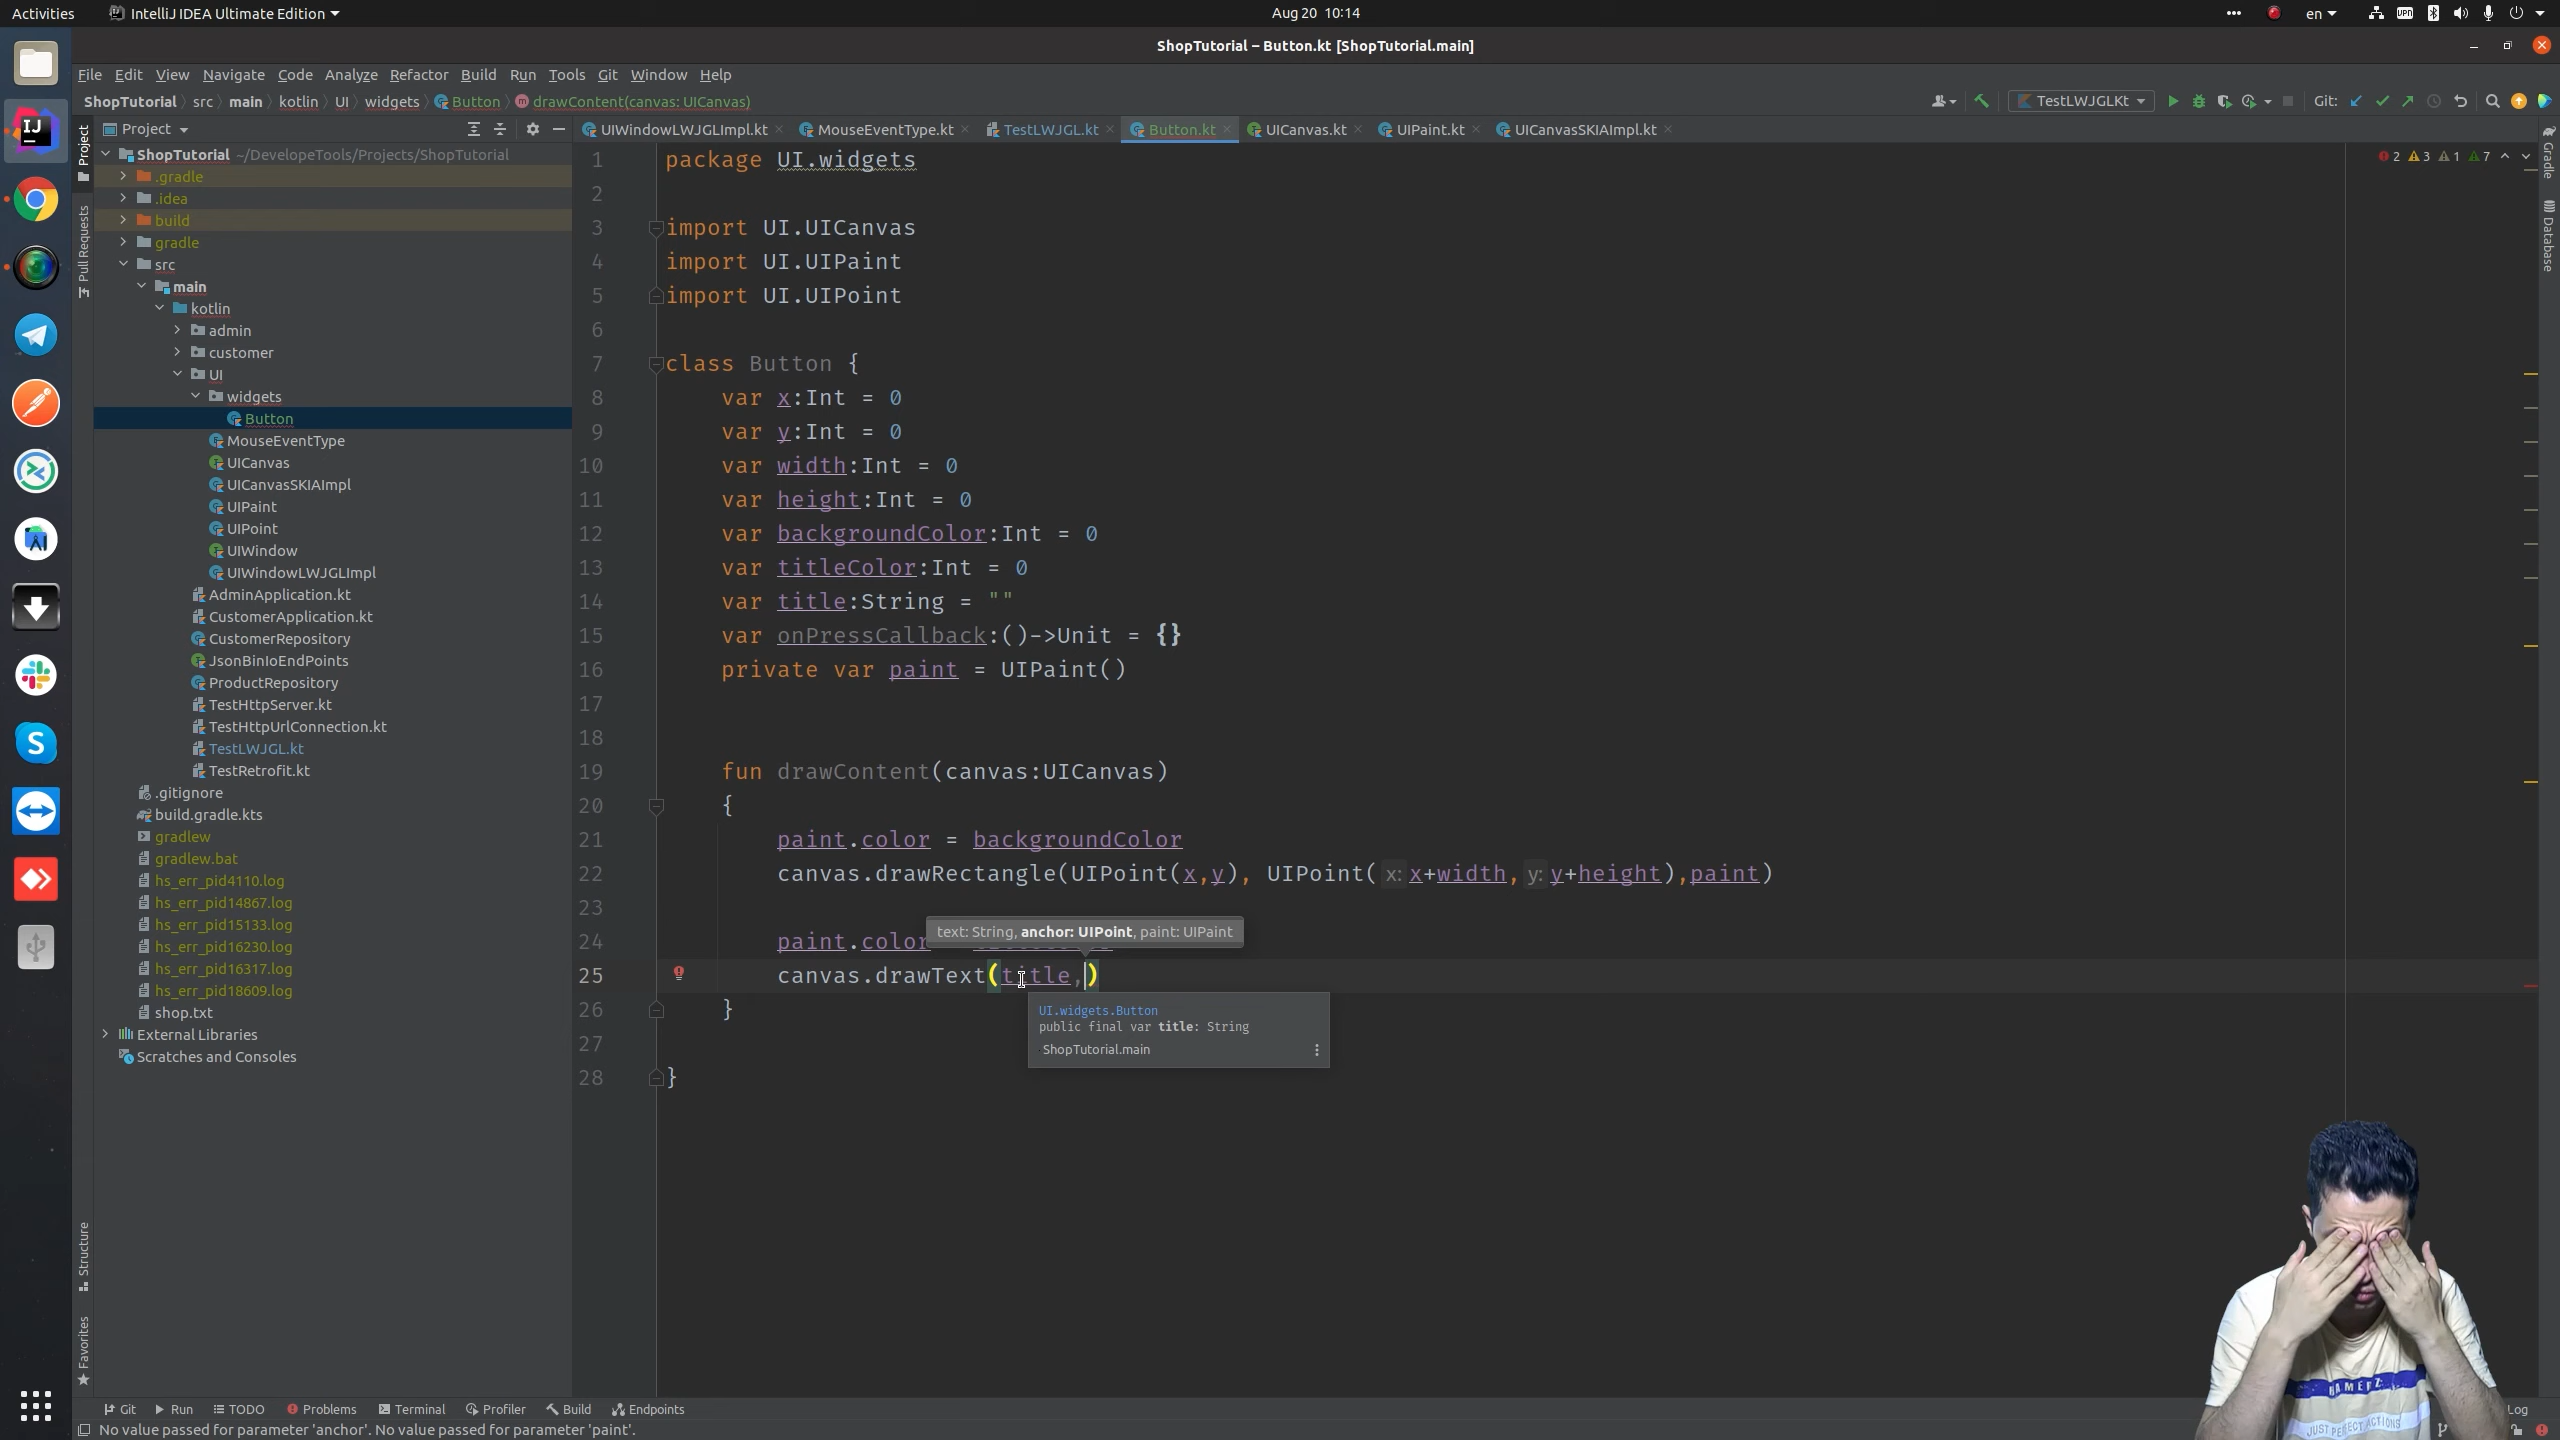 Activities
IntelliJ IDEA Ultimate Edition
Aug 20 10:14
en
VPN
ShopTutorial – Button.kt [ShopTutorial.main]
File Edit View Navigate Code Analyze Refactor Build Run Tools Git Window Help
ShopTutorial src main kotlin UI widgets Button drawContent(canvas: UICanvas)
TestLWJGLKt
Git:
Project
UIWindowLWJGLImpl.kt MouseEventType.kt TestLWJGL.kt Button.kt UICanvas.kt UIPaint.kt UICanvasSKIAImpl.kt
Project
Pull Requests
Structure
Favorites
Gradle
Database
ShopTutorial ~/DevelopeTools/Projects/ShopTutorial
.gradle
.idea
build
gradle
src
main
kotlin
admin
customer
UI
widgets
Button
MouseEventType
UICanvas
UICanvasSKIAImpl
UIPaint
UIPoint
UIWindow
UIWindowLWJGLImpl
AdminApplication.kt
CustomerApplication.kt
CustomerRepository
JsonBinIoEndPoints
ProductRepository
TestHttpServer.kt
TestHttpUrlConnection.kt
TestLWJGL.kt
TestRetrofit.kt
.gitignore
build.gradle.kts
gradlew
gradlew.bat
hs_err_pid4110.log
hs_err_pid14867.log
hs_err_pid15133.log
hs_err_pid16230.log
hs_err_pid16317.log
hs_err_pid18609.log
shop.txt
External Libraries
Scratches and Consoles
2 3 1 7
1 package UI.widgets
2
3 import UI.UICanvas
4 import UI.UIPaint
5 import UI.UIPoint
6
7 class Button {
8 var x:Int = 0
9 var y:Int = 0
10 var width:Int = 0
11 var height:Int = 0
12 var backgroundColor:Int = 0
13 var titleColor:Int = 0
14 var title:String = ""
15 var onPressCallback:()->Unit = {}
16 private var paint = UIPaint()
17
18
19 fun drawContent(canvas:UICanvas)
20 {
21 paint.color = backgroundColor
22 canvas.drawRectangle(UIPoint(x,y), UIPoint( x: x+width, y: y+height),paint)
23
text: String, anchor: UIPoint, paint: UIPaint
24 paint.color
25 canvas.drawText(title,)
26 }
UI.widgets.Button
public final var title: String
ShopTutorial.main
27
28 }
Git Run TODO Problems Terminal Profiler Build Endpoints
Log
No value passed for parameter 'anchor'. No value passed for parameter 'paint'.
IJ
S
JUST PERFECT ACTIONS